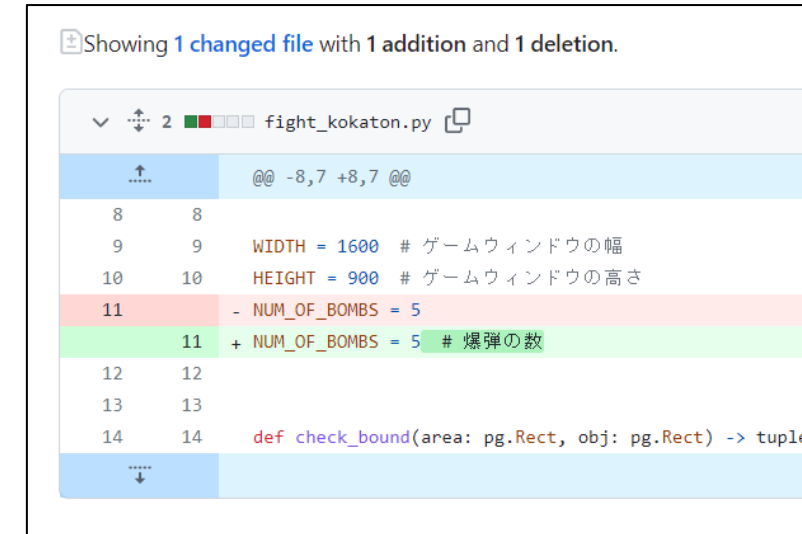 Showing 1 changed file with 1 addition and 1 deletion.
2 fight_kokaton.py
@@ -8,7 +8,7 @@
8 8
9 9 WIDTH = 1600 # ゲームウィンドウの幅
10 10 HEIGHT = 900 # ゲームウィンドウの高さ
11 - NUM_OF_BOMBS = 5
11 + NUM_OF_BOMBS = 5 # 爆弾の数
12 12
13 13
14 14 def check_bound(area: pg.Rect, obj: pg.Rect) -> tuple